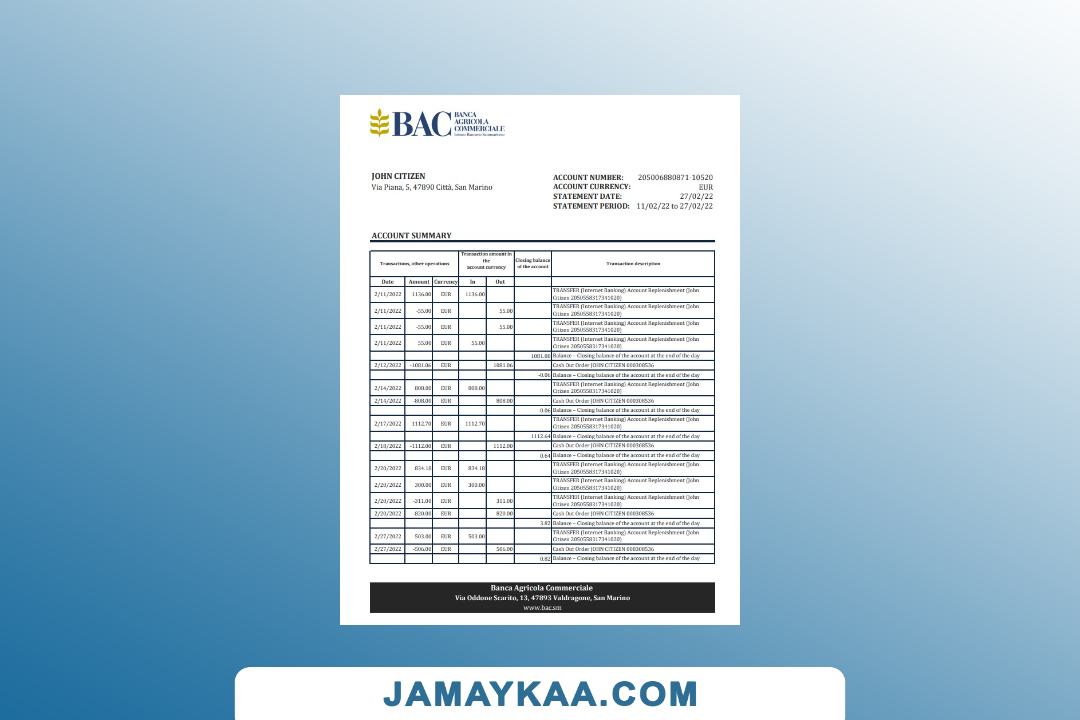 BAC BANCA
AGRICOLA
COMMERCIALE
JOHN CITIZEN
Via Piana, 5, 47890 Città, San Marino
ACCOUNT NUMBER: 205006880871-10520
ACCOUNT CURRENCY: EUR
STATEMENT DATE: 27/02/22
STATEMENT PERIOD: 11/02/22 to 27/02/22
ACCOUNT SUMMARY
Transactions, other operations
Transaction amount in
the
account currency
Closing balance
of the account
Transaction description
Date Amount Currency In Out
2/11/2022 1136.00 EUR 1136.00 TRANSFER (Internet Banking) Account Replenishment (John
Citizen 2050558317341020)
2/11/2022 -55.00 EUR 55.00 TRANSFER (Internet Banking) Account Replenishment (John
Citizen 2050558317341020)
2/11/2022 -55.00 EUR 55.00 TRANSFER (Internet Banking) Account Replenishment (John
Citizen 2050558317341020)
2/11/2022 55.00 EUR 55.00 TRANSFER (Internet Banking) Account Replenishment (John
Citizen 2050558317341020)
1081.00 Balance – Closing balance of the account at the end of the day
2/12/2022 -1081.06 EUR 1081.06 Cash Out Order JOHN CITIZEN 000308536
-0.06 Balance – Closing balance of the account at the end of the day
2/14/2022 808.00 EUR 808.00 TRANSFER (Internet Banking) Account Replenishment (John
Citizen 2050558317341020)
2/14/2022 -808.00 EUR 808.00 Cash Out Order JOHN CITIZEN 000308536
0.06 Balance – Closing balance of the account at the end of the day
2/17/2022 1112.70 EUR 1112.70 TRANSFER (Internet Banking) Account Replenishment (John
Citizen 2050558317341020)
1112.64 Balance – Closing balance of the account at the end of the day
2/18/2022 -1112.00 EUR 1112.00 Cash Out Order JOHN CITIZEN 000308536
0.64 Balance – Closing balance of the account at the end of the day
2/20/2022 834.18 EUR 834.18 TRANSFER (Internet Banking) Account Replenishment (John
Citizen 2050558317341020)
2/20/2022 300.00 EUR 300.00 TRANSFER (Internet Banking) Account Replenishment (John
Citizen 2050558317341020)
2/20/2022 -311.00 EUR 311.00 TRANSFER (Internet Banking) Account Replenishment (John
Citizen 2050558317341020)
2/20/2022 -820.00 EUR 820.00 Cash Out Order JOHN CITIZEN 000308536
3.82 Balance – Closing balance of the account at the end of the day
2/27/2022 503.00 EUR 503.00 TRANSFER (Internet Banking) Account Replenishment (John
Citizen 2050558317341020)
2/27/2022 -506.00 EUR 506.00 Cash Out Order JOHN CITIZEN 000308536
0.82 Balance – Closing balance of the account at the end of the day
Banca Agricola Commerciale
Via Oddone Scarito, 13, 47893 Valdragone, San Marino
www.bac.sm
JAMAYKAA.COM